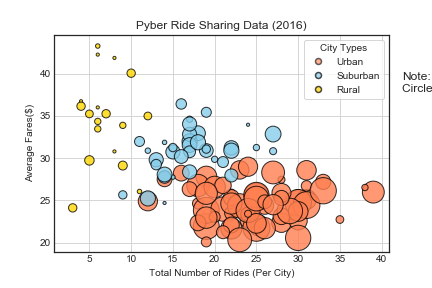 Pyber Ride Sharing Data (2016)
City Types
Urban
Suburban
Rural
Note:
Circle
Average Fares($)
40
35
30
25
20
5
10
15
20
25
30
35
40
Total Number of Rides (Per City)